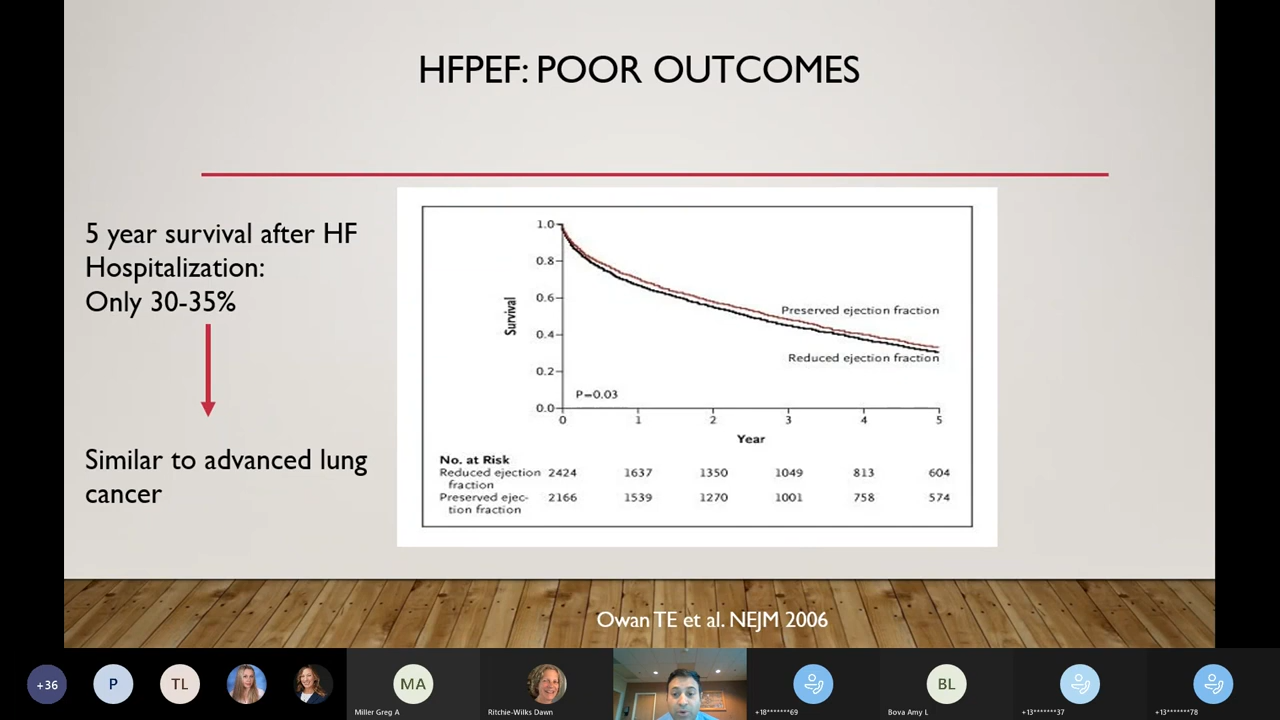 HFPEF: POOR OUTCOMES
5 year survival after HF
Hospitalization:
Only 30-35%
Similar to advanced lung
cancer
1.0
0.8
0.6
0.4
0.2
0.0
Survival
Preserved ejection fraction
Reduced ejection fraction
P=0.03
0 1 2 3 4 5
Year
No. at Risk
Reduced ejection 2424 1637 1350 1049 813 604
fraction
Preserved ejec- 2166 1539 1270 1001 758 574
tion fraction
Owan TE et al. NEJM 2006
+36 P TL MA BL
Miller Greg A Ritchie-Wilks Dawn +18*******69 Bova Amy L +13*******37 +13*******78